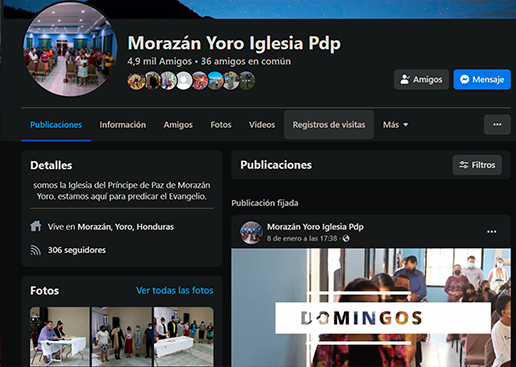 Morazán Yoro Iglesia Pdp
4,9 mil Amigos • 36 amigos en común
Amigos
Mensaje
Publicaciones
Información
Amigos
Fotos
Videos
Registros de visitas
Más
Detalles
somos la Iglesia del Príncipe de Paz de Morazán
Yoro. estamos aquí para predicar el Evangelio.
Vive en Morazán, Yoro, Honduras
306 seguidores
Fotos
Ver todas las fotos
Publicaciones
Filtros
Publicación fijada
Morazán Yoro Iglesia Pdp
8 de enero a las 17:38 ·
DOMINGOS